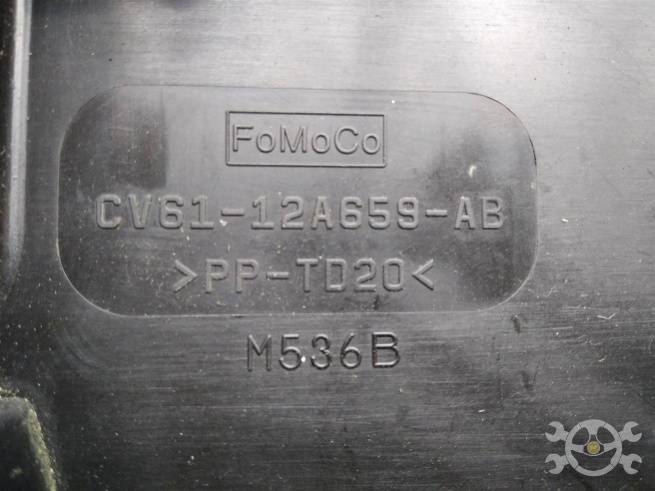 FoMoCo
CV61-12A659-AB
>PP-TD20<
M536B